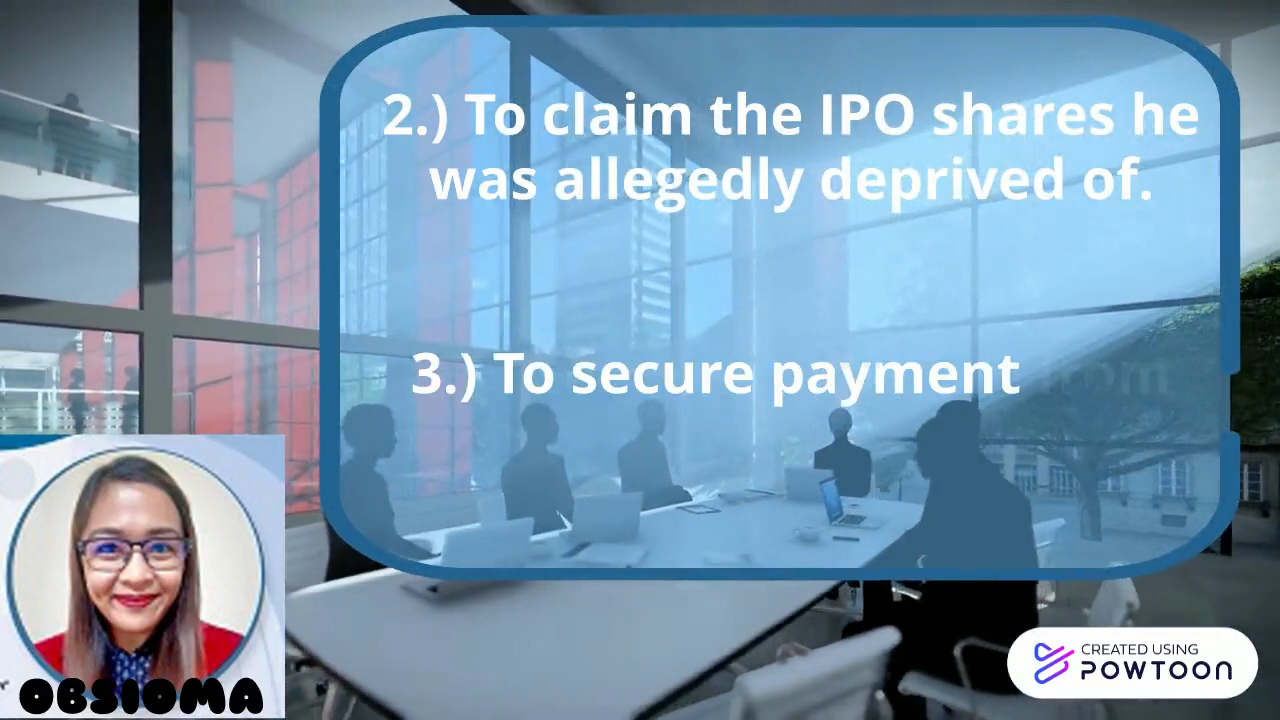 2.) To claim the IPO shares he
was allegedly deprived of.
3.) To secure payment
OBSIOMA
CREATED USING
POWTOON